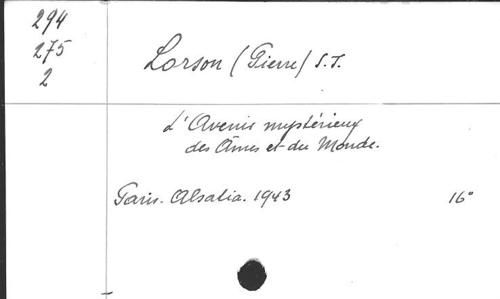 294
275
2
Lorson (Pierre) S.J.
L'Avenir mystérieux
des Âmes et du Monde.
Paris. Alsatia. 1943 16°